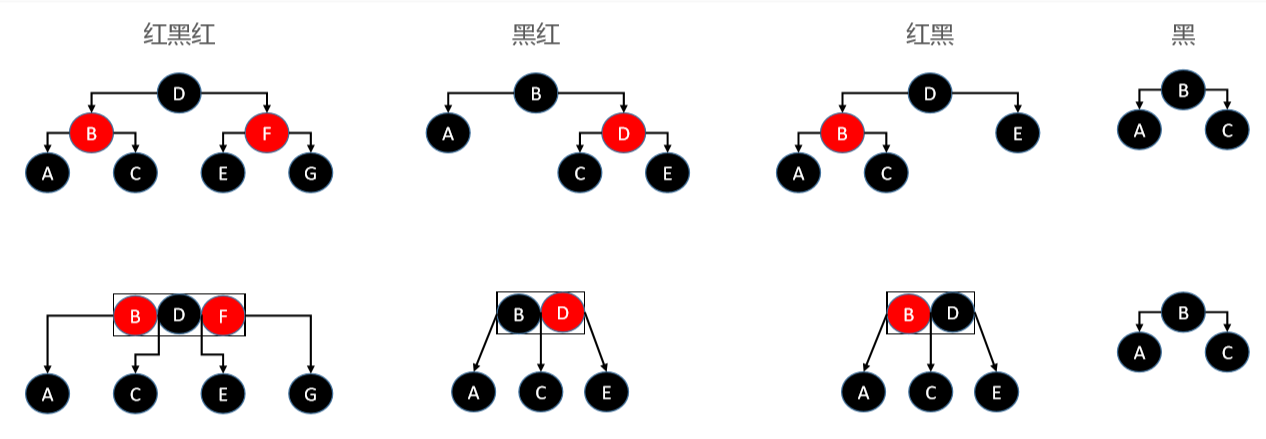 红黑红 黑红 红黑 黑
D B D B
B F A D B E A C
A C E G C E A C
B D F B D B D B
A C
A C E G A C E A C E